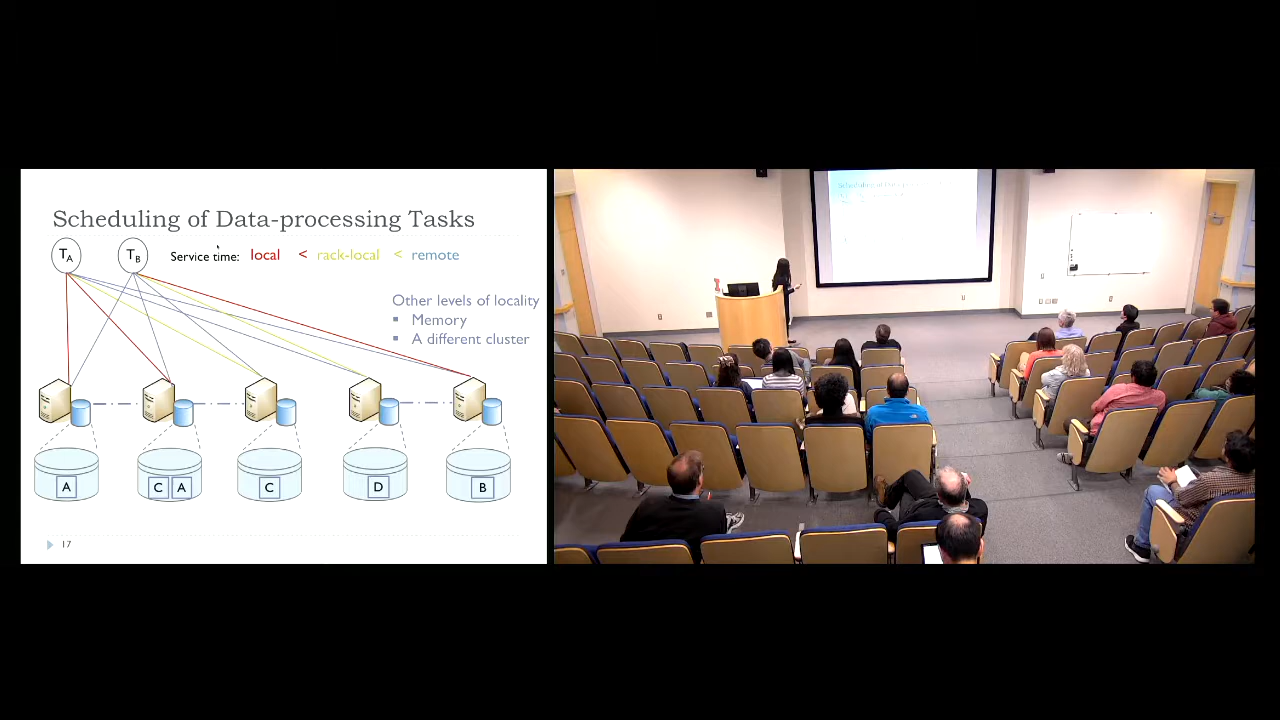 Scheduling of Data-processing Tasks
TA TB Service time: local < rack-local < remote
Other levels of locality
▪ Memory
▪ A different cluster
A C A C D B
17